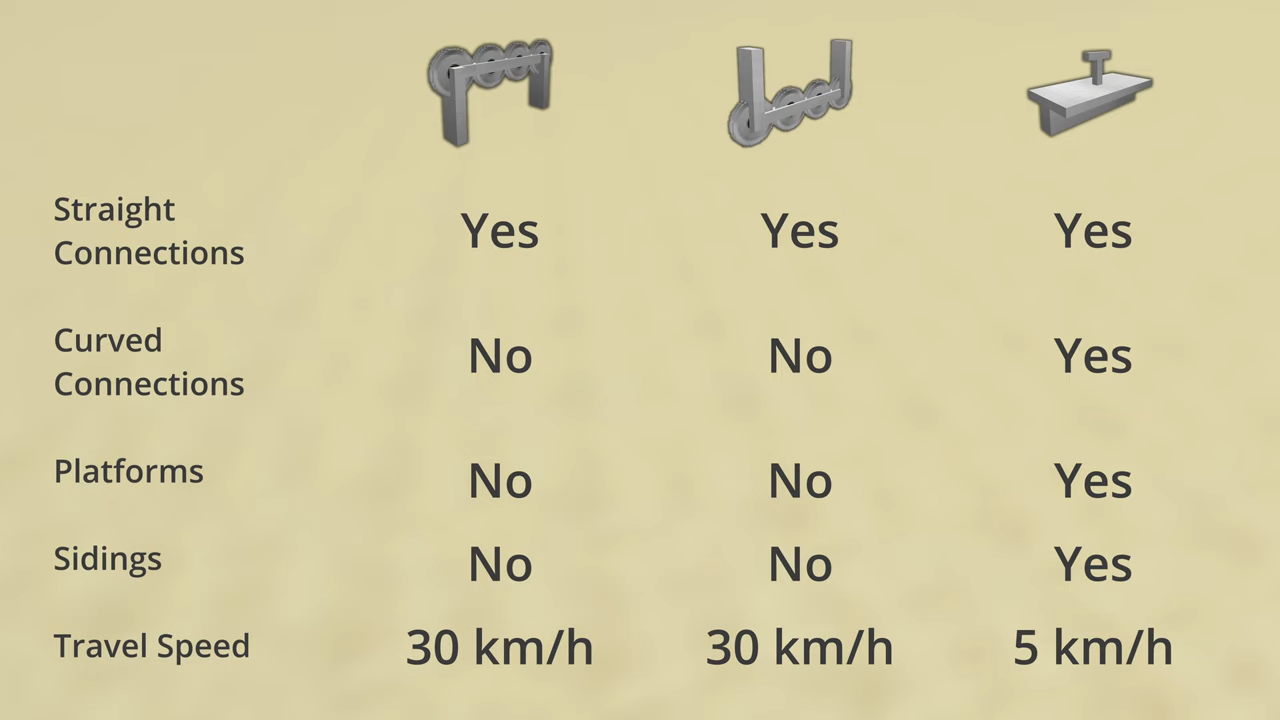 Straight
Connections
Yes Yes Yes
Curved
Connections
No No Yes
Platforms No No Yes
Sidings No No Yes
Travel Speed 30 km/h 30 km/h 5 km/h